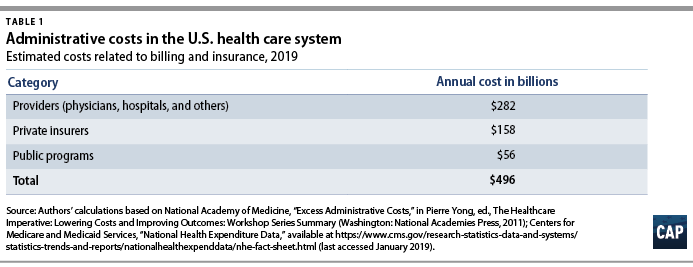 TABLE 1
Administrative costs in the U.S. health care system
Estimated costs related to billing and insurance, 2019
Category Annual cost in billions
Providers (physicians, hospitals, and others) $282
Private insurers $158
Public programs $56
Total $496
Source: Authors' calculations based on National Academy of Medicine, "Excess Administrative Costs," in Pierre Yong, ed., The Healthcare
Imperative: Lowering Costs and Improving Outcomes: Workshop Series Summary (Washington: National Academies Press, 2011); Centers for
Medicare and Medicaid Services, "National Health Expenditure Data," available at https://www.cms.gov/research-statistics-data-and-systems/
statistics-trends-and-reports/nationalhealthexpenddata/nhe-fact-sheet.html (last accessed January 2019).
CAP